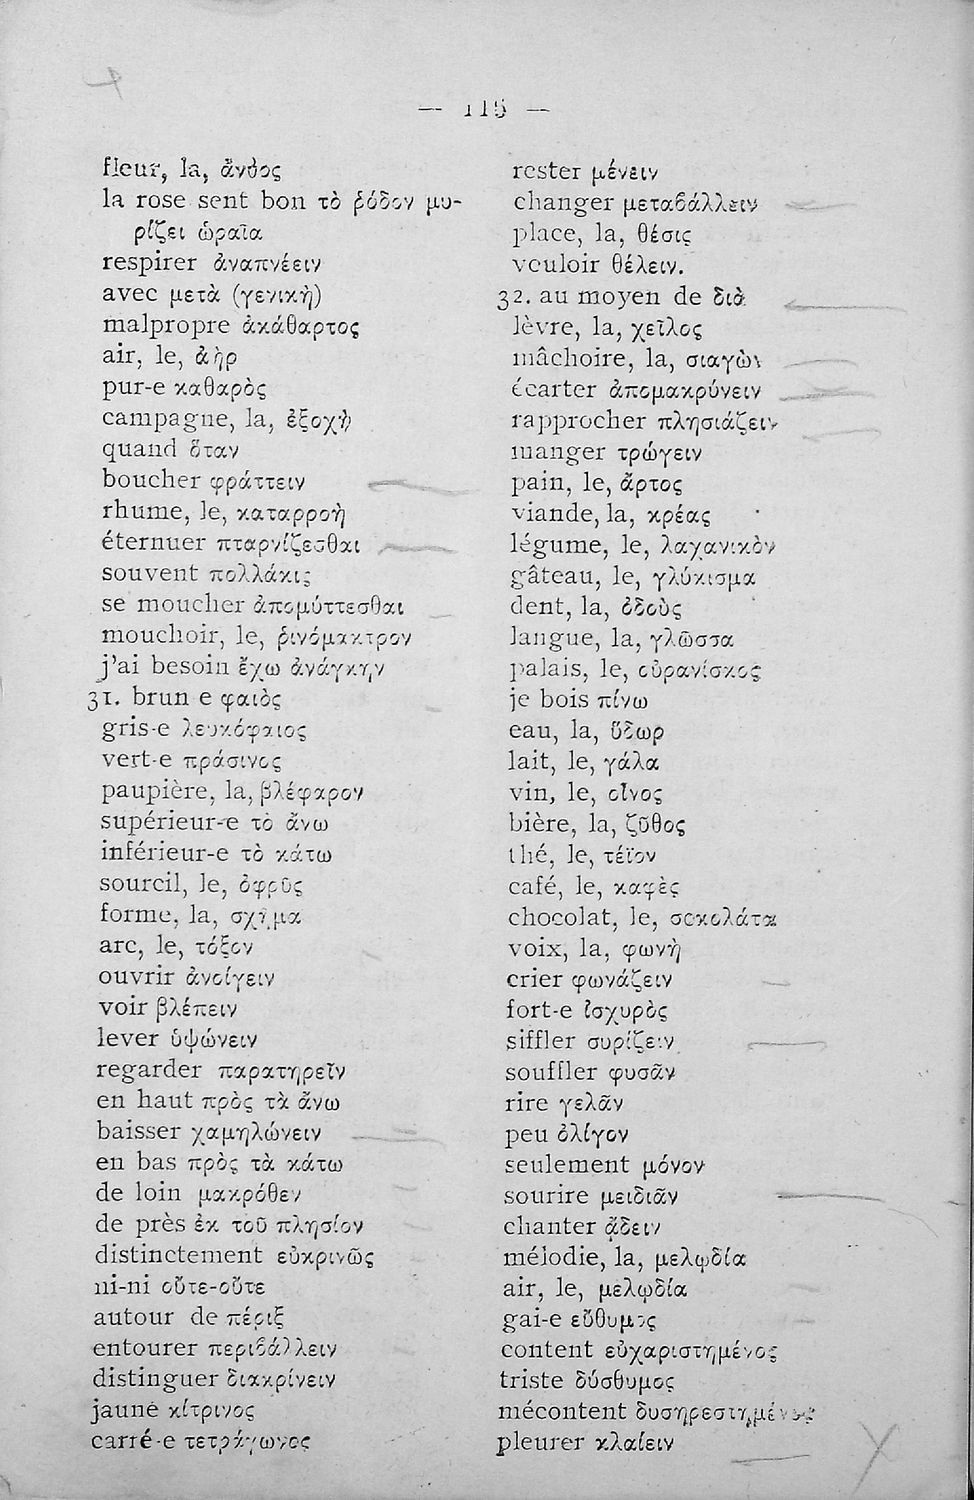 — 115 —
fleur, la, ἄνθος
la rose sent bon τὸ ῥόδον μυ-
ρίζει ὡραῖα
respirer ἀναπνέειν
avec μετὰ (γενικὴ)
malpropre ἀκάθαρτος
air, le, ἀὴρ
pur-e καθαρὸς
campagne, la, ἐξοχὴ
quand ὅταν
boucher φράττειν
rhume, le, καταρροὴ
éternuer πταρνίζεσθαι
souvent πολλάκις
se moucher ἀπομύττεσθαι
mouchoir, le, ῥινόμακτρον
j'ai besoin ἔχω ἀνάγκην
31. brun-e φαιὸς
gris-e λευκόφαιος
vert-e πράσινος
paupière, la, βλέφαρον
supérieur-e τὸ ἄνω
inférieur-e τὸ κάτω
sourcil, le, ὀφρῦς
forme, la, σχῆμα
arc, le, τόξον
ouvrir ἀνοίγειν
voir βλέπειν
lever ὑψώνειν
regarder παρατηρεῖν
en haut πρὸς τὰ ἄνω
baisser χαμηλώνειν
en bas πρὸς τὰ κάτω
de loin μακρόθεν
de près ἐκ τοῦ πλησίον
distinctement εὐκρινῶς
ni-ni οὔτε-οὔτε
autour de πέριξ
entourer περιβάλλειν
distinguer διακρίνειν
jaune κίτρινος
carré-e τετράγωνος
rester μένειν
changer μεταβάλλειν
place, la, θέσις
vouloir θέλειν.
32. au moyen de διὰ
lèvre, la, χεῖλος
mâchoire, la, σιαγὼν
écarter ἀπομακρύνειν
rapprocher πλησιάζειν
manger τρώγειν
pain, le, ἄρτος
viande, la, κρέας
légume, le, λαχανικὸν
gâteau, le, γλύκισμα
dent, la, ὀδοὺς
langue, la, γλῶσσα
palais, le, οὐρανίσκος
je bois πίνω
eau, la, ὕδωρ
lait, le, γάλα
vin, le, οἶνος
bière, la, ζῦθος
thé, le, τέϊον
café, le, καφὲς
chocolat, le, σοκολάτα
voix, la, φωνὴ
crier φωνάζειν
fort-e ἰσχυρὸς
siffler συρίζειν
souffler φυσᾶν
rire γελᾶν
peu ὀλίγον
seulement μόνον
sourire μειδιᾶν
chanter ᾄδειν
mélodie, la, μελῳδία
air, le, μελῳδία
gai-e εὔθυμος
content εὐχαριστημένος
triste δύσθυμος
mécontent δυσηρεστημένος
pleurer κλαίειν